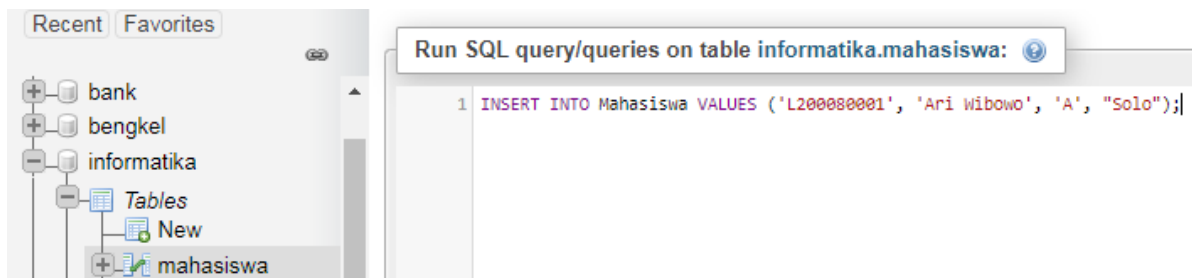 Recent Favorites
bank
bengkel
informatika
Tables
New
mahasiswa
Run SQL query/queries on table informatika.mahasiswa:
1 INSERT INTO Mahasiswa VALUES ('L200080001', 'Ari Wibowo', 'A', "Solo");